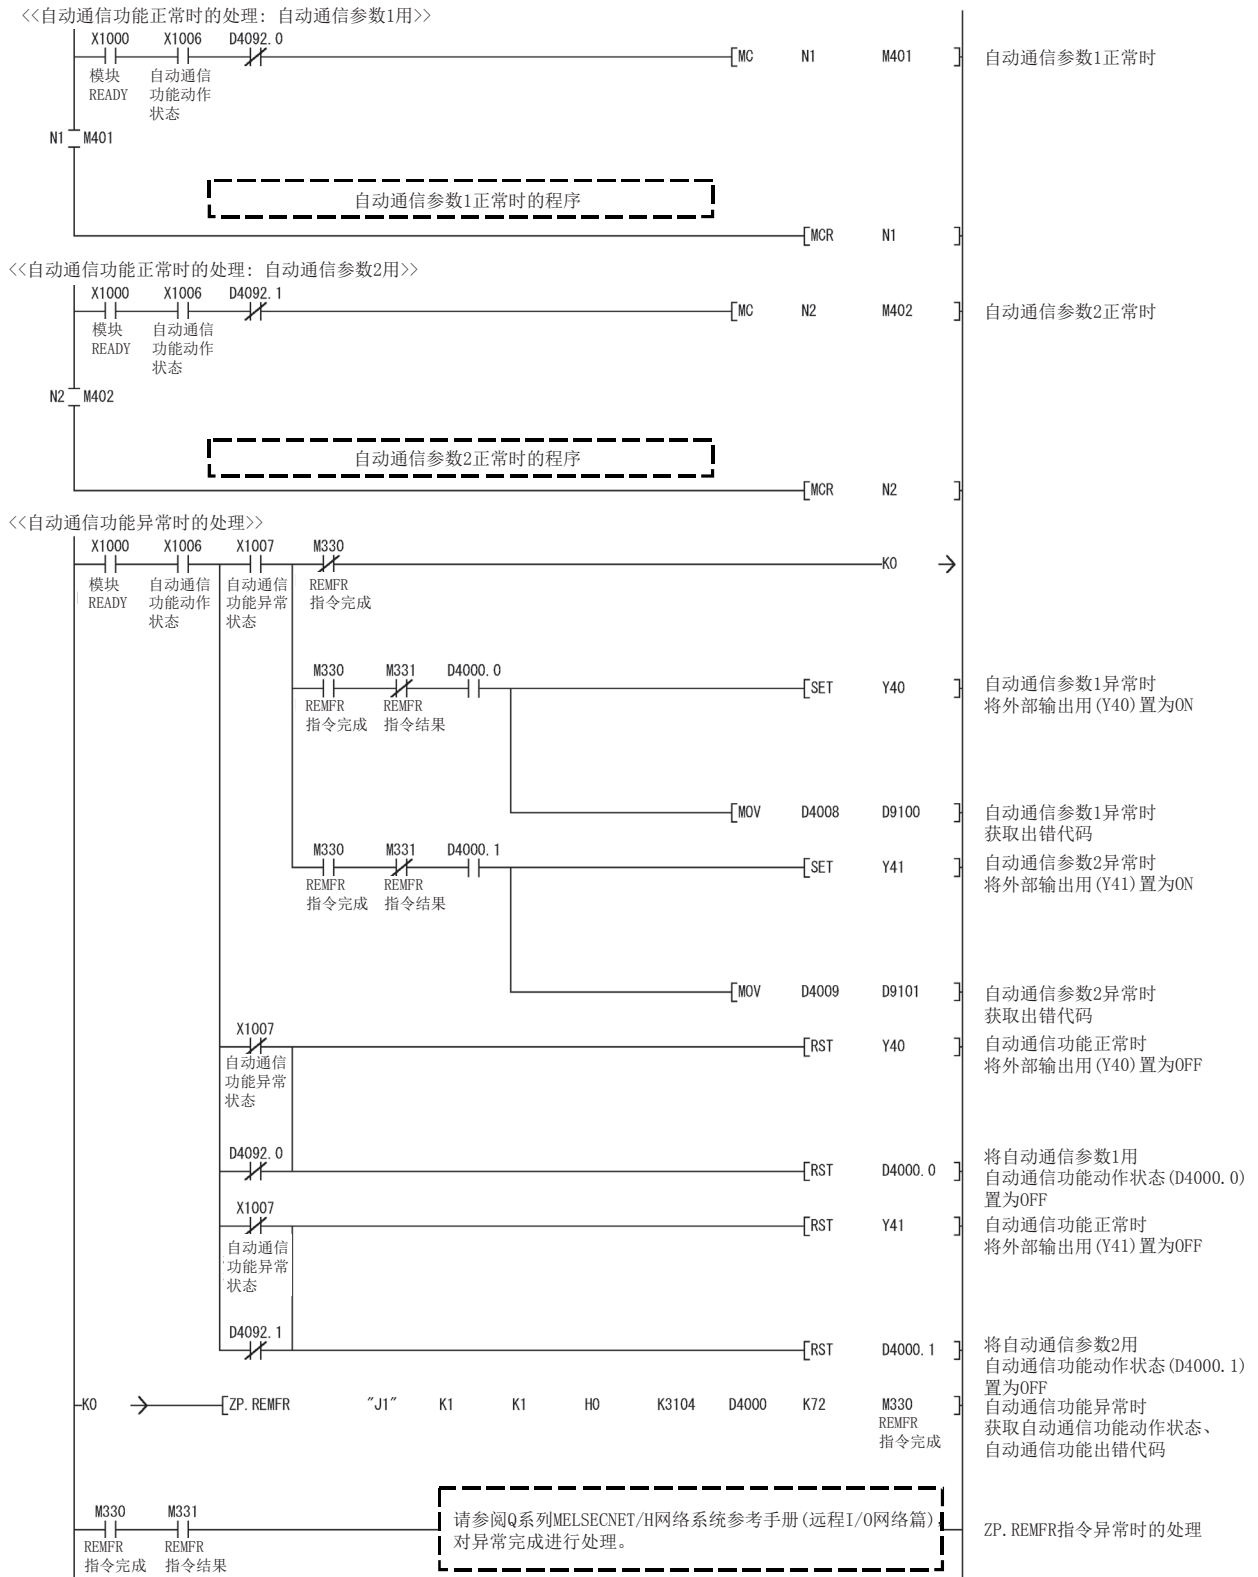 <<自动通信功能正常时的处理: 自动通信参数1用>>
X1000 X1006 D4092.0
[MC N1 M401 ] 自动通信参数1正常时
模块 自动通信
READY 功能动作
状态
N1 M401
自动通信参数1正常时的程序
[MCR N1 ]
<<自动通信功能正常时的处理: 自动通信参数2用>>
X1000 X1006 D4092.1
[MC N2 M402 ] 自动通信参数2正常时
模块 自动通信
READY 功能动作
状态
N2 M402
自动通信参数2正常时的程序
[MCR N2 ]
<<自动通信功能异常时的处理>>
X1000 X1006 X1007 M330
K0
模块 自动通信 自动通信 REMFR
READY 功能动作 功能异常 指令完成
状态 状态
M330 M331 D4000.0
[SET Y40 ] 自动通信参数1异常时
REMFR REMFR 将外部输出用(Y40)置为ON
指令完成 指令结果
[MOV D4008 D9100 ] 自动通信参数1异常时
获取出错代码
M330 M331 D4000.1
[SET Y41 ] 自动通信参数2异常时
REMFR REMFR 将外部输出用(Y41)置为ON
指令完成 指令结果
[MOV D4009 D9101 ] 自动通信参数2异常时
获取出错代码
X1007
[RST Y40 ] 自动通信功能正常时
自动通信 将外部输出用(Y40)置为OFF
功能异常
状态
D4092.0 将自动通信参数1用
[RST D4000.0 ] 自动通信功能动作状态(D4000.0)
置为OFF
X1007
[RST Y41 ] 自动通信功能正常时
自动通信 将外部输出用(Y41)置为OFF
功能异常
状态
D4092.1 将自动通信参数2用
[RST D4000.1 ] 自动通信功能动作状态(D4000.1)
置为OFF
K0 [ZP.REMFR "J1" K1 K1 H0 K3104 D4000 K72 M330 ] 自动通信功能异常时
REMFR 获取自动通信功能动作状态、
指令完成 自动通信功能出错代码
M330 M331 请参阅Q系列MELSECNET/H网络系统参考手册(远程I/O网络篇),
ZP.REMFR指令异常时的处理
REMFR REMFR 对异常完成进行处理。
指令完成 指令结果